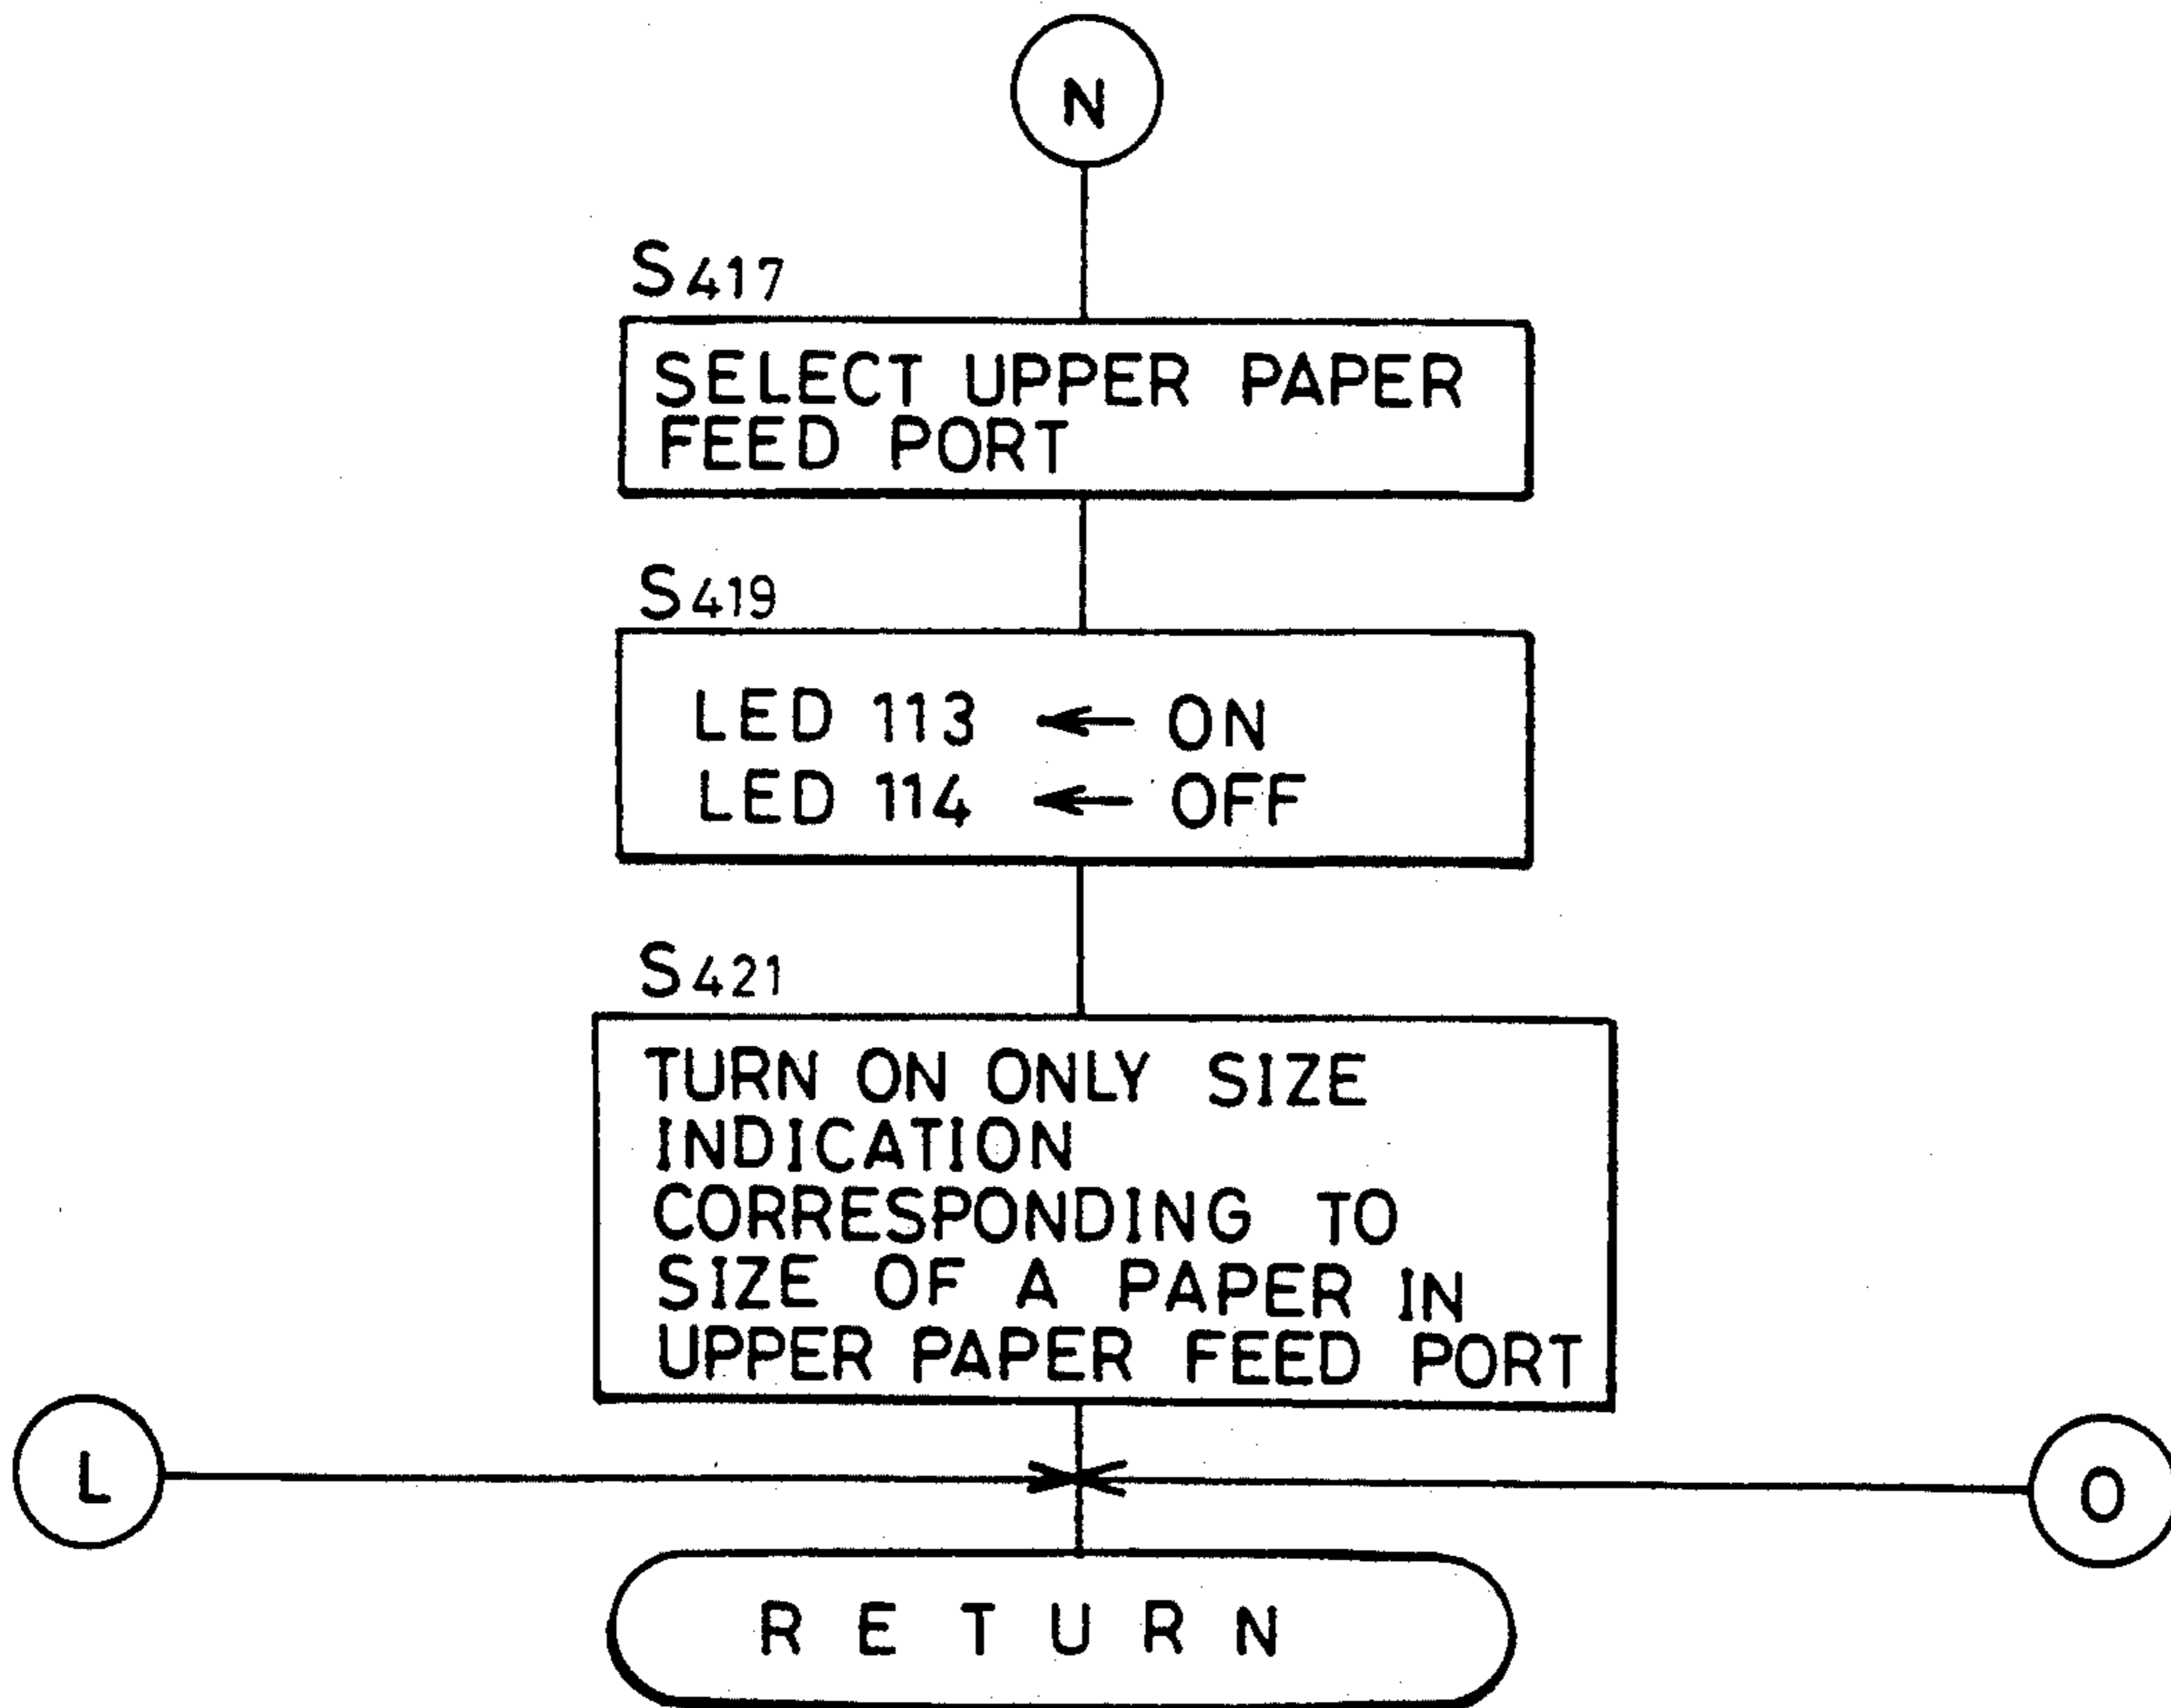 N
S417
SELECT UPPER PAPER
FEED PORT
S419
LED 113 ← ON
LED 114 ← OFF
S421
TURN ON ONLY SIZE
INDICATION
CORRESPONDING TO
SIZE OF A PAPER IN
UPPER PAPER FEED PORT
L
O
RETURN